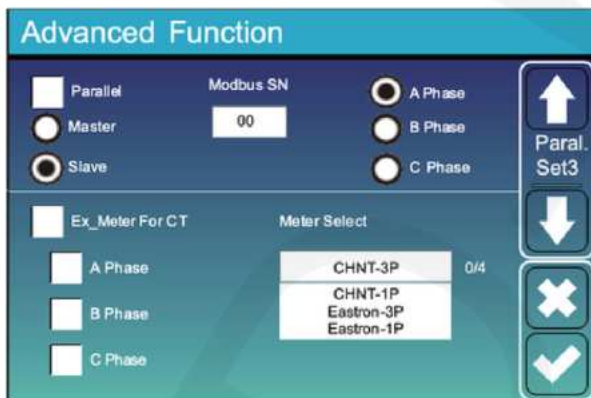 Advanced Function
Parallel
Modbus SN
A Phase
Master
00
B Phase
Slave
C Phase
Paral.
Set3
Ex_Meter For CT
Meter Select
A Phase
CHNT-3P
0/4
CHNT-1P
B Phase
Eastron-3P
Eastron-1P
C Phase